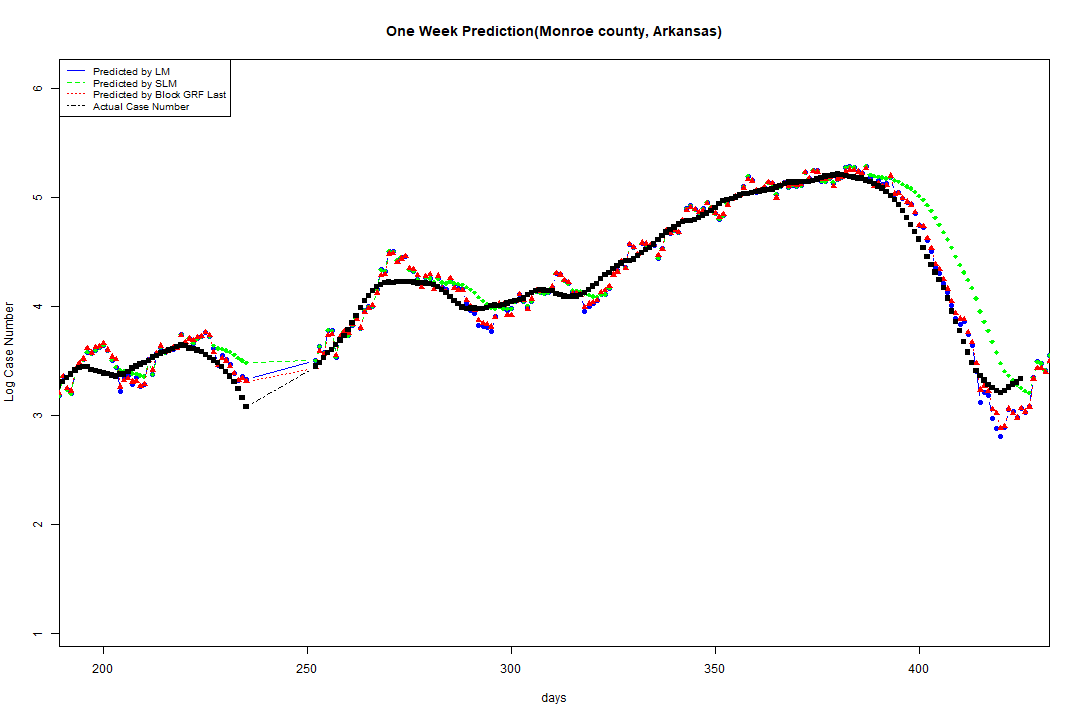 One Week Prediction(Monroe county, Arkansas)
Predicted by LM
Predicted by SLM
Predicted by Block GRF Last
Actual Case Number
Log Case Number
6
5
4
3
2
1
200 250 300 350 400
days